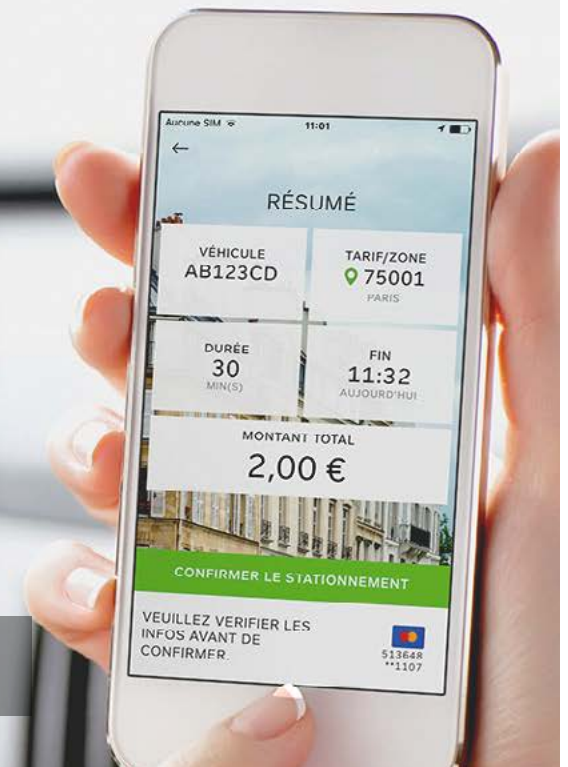 Aucune SIM
11:01
←
RÉSUMÉ
VÉHICULE
AB123CD
TARIF/ZONE
75001
PARIS
DURÉE
30
MIN(S)
FIN
11:32
AUJOURD'HUI
MONTANT TOTAL
2,00 €
CONFIRMER LE STATIONNEMENT
VEUILLEZ VERIFIER LES
INFOS AVANT DE
CONFIRMER.
513648
**1107